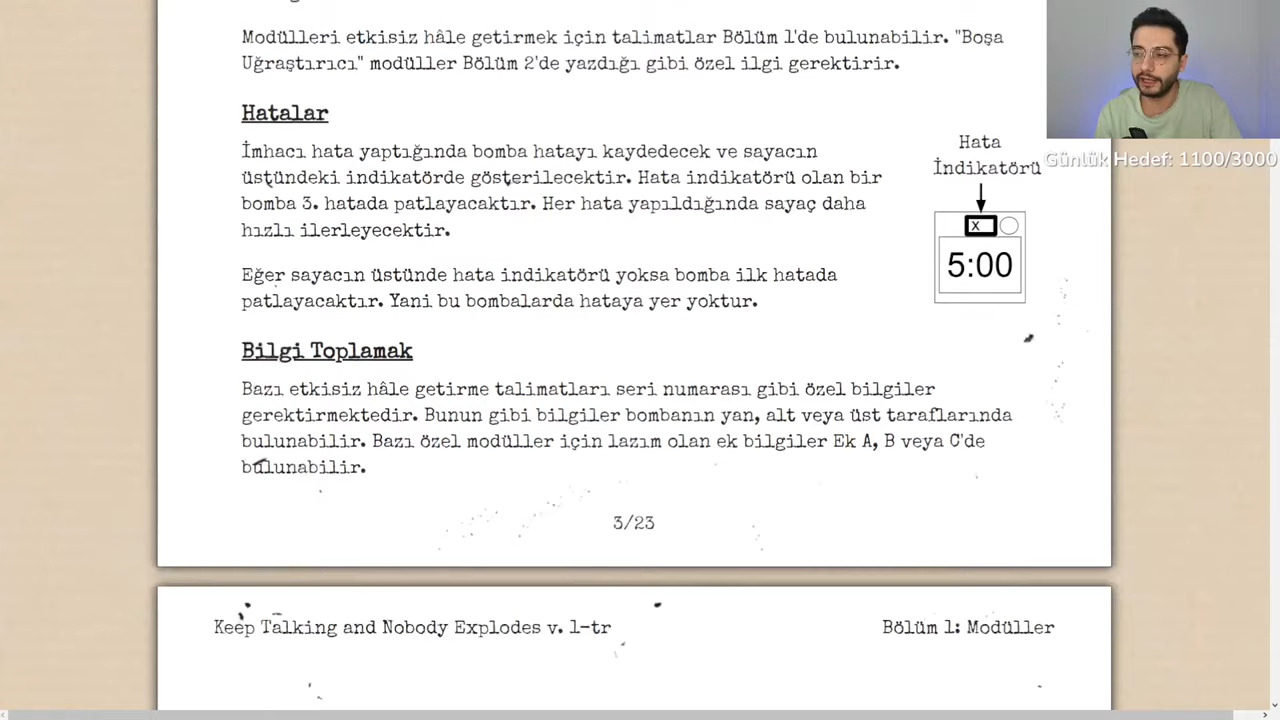 Modülleri etkisiz hâle getirmek için talimatlar Bölüm 1'de bulunabilir. "Boşa
Uğraştırıcı" modüller Bölüm 2'de yazdığı gibi özel ilgi gerektirir.
Hatalar
İmhacı hata yaptığında bomba hatayı kaydedecek ve sayacın
üstündeki indikatörde gösterilecektir. Hata indikatörü olan bir
bomba 3. hatada patlayacaktır. Her hata yapıldığında sayaç daha
hızlı ilerleyecektir.
Eğer sayacın üstünde hata indikatörü yoksa bomba ilk hatada
patlayacaktır. Yani bu bombalarda hataya yer yoktur.
Hata
İndikatörü
X
5:00
Günlük Hedef: 1100/3000
Bilgi Toplamak
Bazı etkisiz hâle getirme talimatları seri numarası gibi özel bilgiler
gerektirmektedir. Bunun gibi bilgiler bombanın yan, alt veya üst taraflarında
bulunabilir. Bazı özel modüller için lazım olan ek bilgiler Ek A, B veya C'de
bulunabilir.
3/23
Keep Talking and Nobody Explodes v. 1-tr
Bölüm 1: Modüller